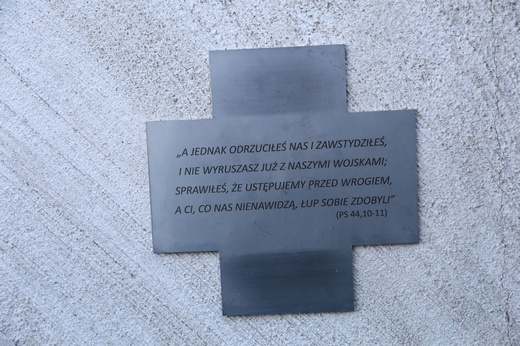 „A JEDNAK ODRZUCIŁEŚ NAS I ZAWSTYDZIŁEŚ,
I NIE WYRUSZASZ JUŻ Z NASZYMI WOJSKAMI;
SPRAWIŁEŚ, ŻE USTĘPUJEMY PRZED WROGIEM,
A CI, CO NAS NIENAWIDZĄ, ŁUP SOBIE ZDOBYLI”
(PS 44,10-11)